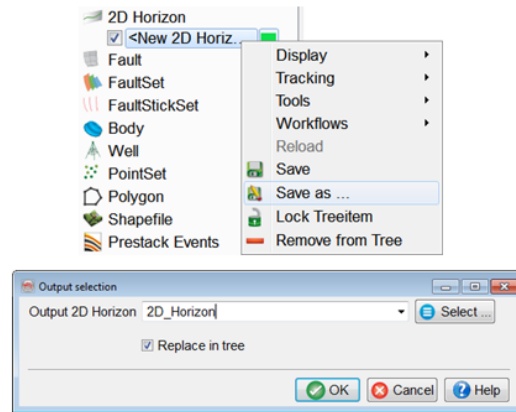 2D Horizon
<New 2D Horiz...
Fault
FaultSet
FaultStickSet
Body
Well
PointSet
Polygon
Shapefile
Prestack Events
Display
Tracking
Tools
Workflows
Reload
Save
Save as ...
Lock Treeitem
Remove from Tree
Output selection
Output 2D Horizon 2D_Horizon Select ...
Replace in tree
OK Cancel Help